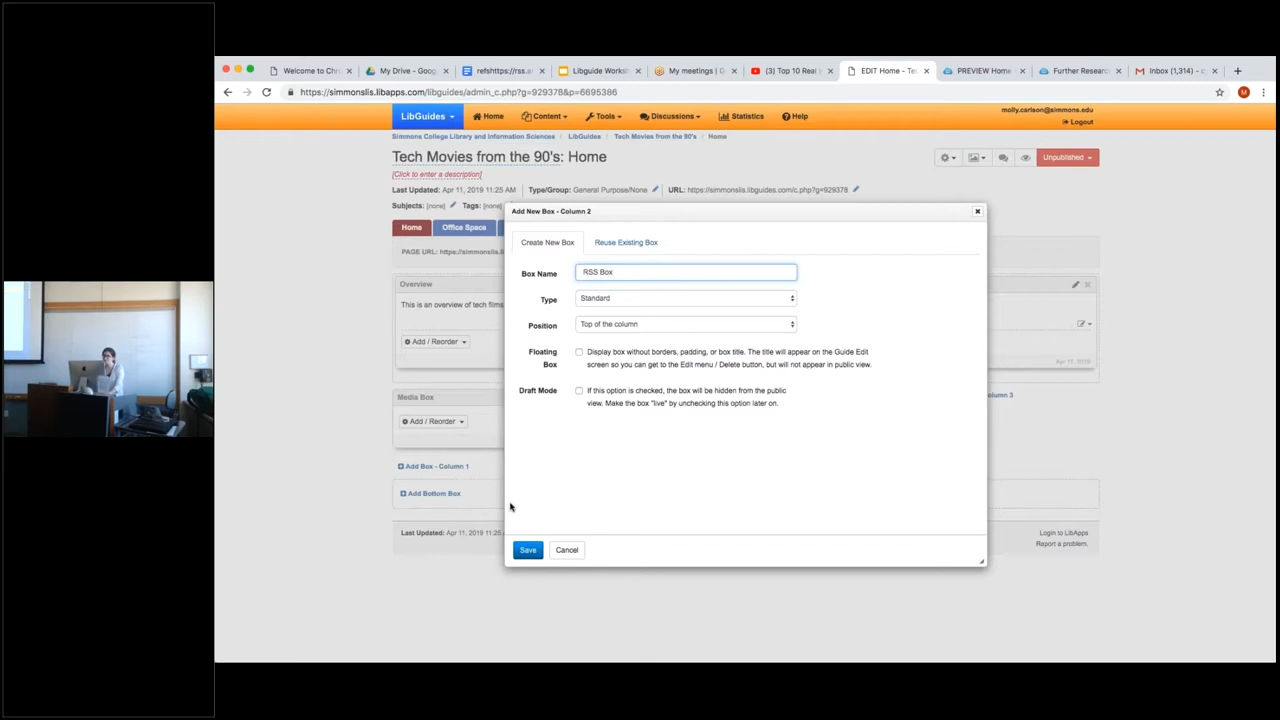 Welcome to Chr
My Drive - Goog
refshttps://rss.a
Libguide Worksh
My meetings | D
(3) Top 10 Real
EDIT Home - Te
PREVIEW Home
Further Research
Inbox (1,314) - c
https://simmonslis.libapps.com/libguides/admin_c.php?g=929378&p=6695386
M
LibGuides
Home
Content
Tools
Discussions
Statistics
Help
molly.carlson@simmons.edu
Logout
Simmons College Library and Information Sciences
LibGuides
Tech Movies from the 90's
Home
Tech Movies from the 90's: Home
Unpublished
[Click to enter a description]
Last Updated: Apr 11, 2019 11:25 AM
Type/Group: General Purpose/None
URL: https://simmonslis.libguides.com/c.php?g=929378
Subjects: [none]
Tags: [none]
Home
Office Space
PAGE URL: https://simmonsli
Overview
This is an overview of tech films
Add / Reorder
Apr 11, 2019
Media Box
Add / Reorder
olumn 3
Add Box - Column 1
Add Bottom Box
Last Updated: Apr 11, 2019 11:25
Login to LibApps
Report a problem.
Add New Box - Column 2
Create New Box
Reuse Existing Box
Box Name
RSS Box
Type
Standard
Position
Top of the column
Floating Box
Display box without borders, padding, or box title. The title will appear on the Guide Edit
screen so you can get to the Edit menu / Delete button, but will not appear in public view.
Draft Mode
If this option is checked, the box will be hidden from the public
view. Make the box "live" by unchecking this option later on.
Save
Cancel